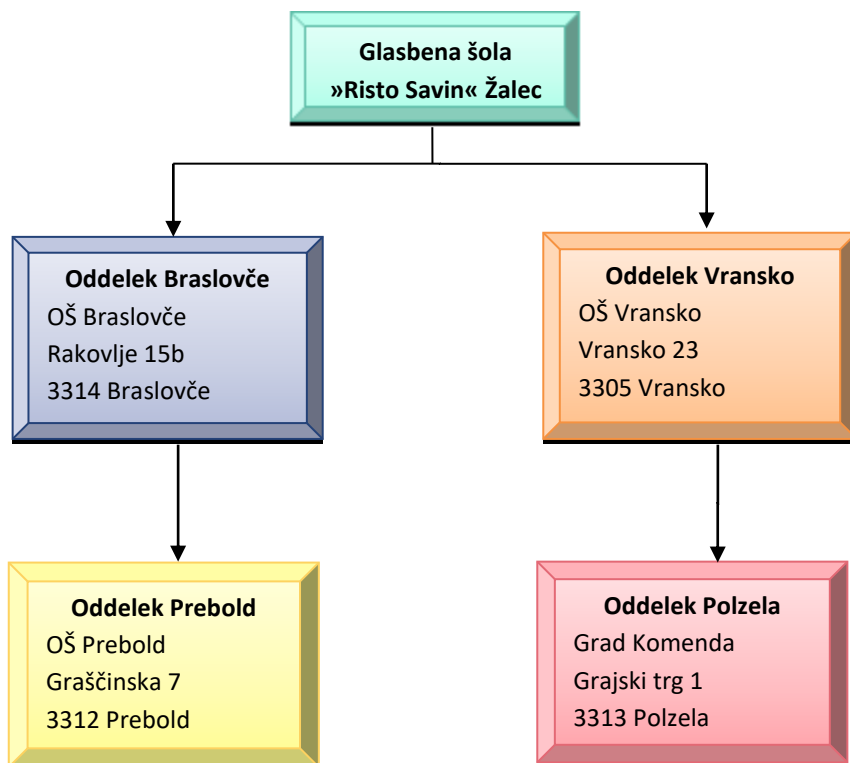 Glasbena šola
»Risto Savin« Žalec
Oddelek Braslovče
OŠ Braslovče
Rakovlje 15b
3314 Braslovče
Oddelek Vransko
OŠ Vransko
Vransko 23
3305 Vransko
Oddelek Prebold
OŠ Prebold
Graščinska 7
3312 Prebold
Oddelek Polzela
Grad Komenda
Grajski trg 1
3313 Polzela